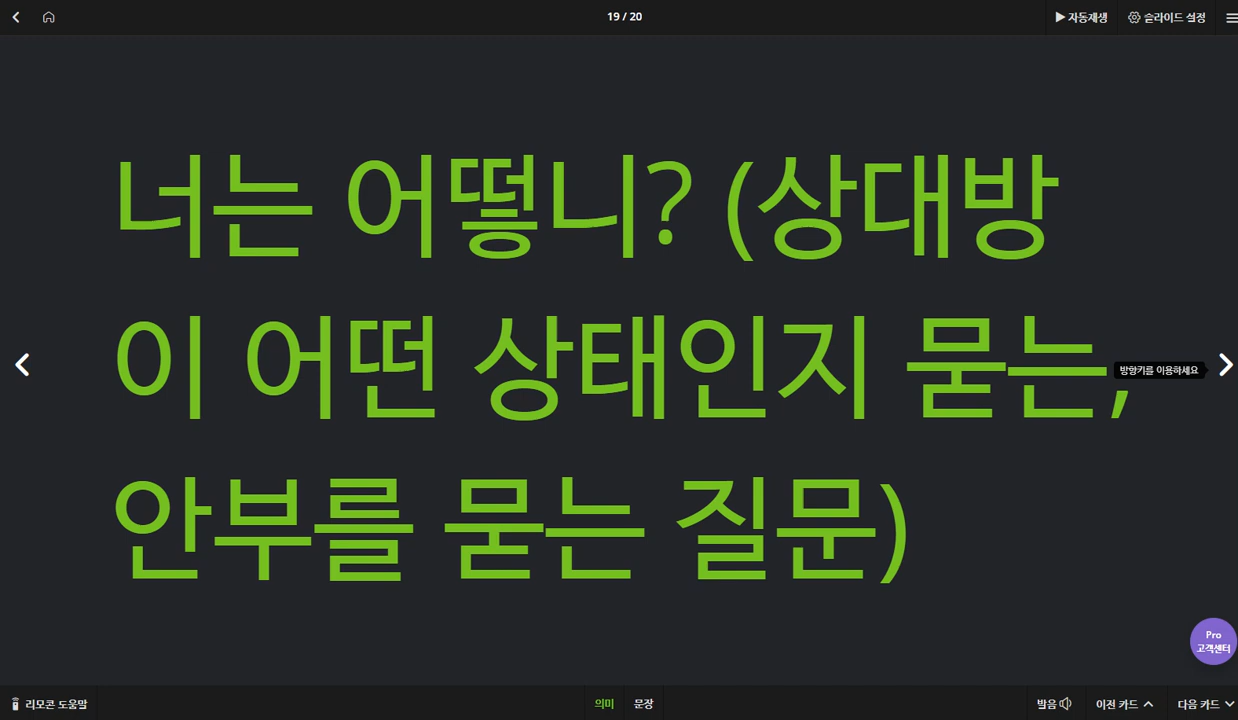 19 / 20
자동재생
슬라이드 설정
너는 어떻니? (상대방
이 어떤 상태인지 묻는,
방향키를 이용하세요
안부를 묻는 질문)
Pro
고객센터
리모콘 도움말
의미
문장
발음
이전 카드
다음 카드